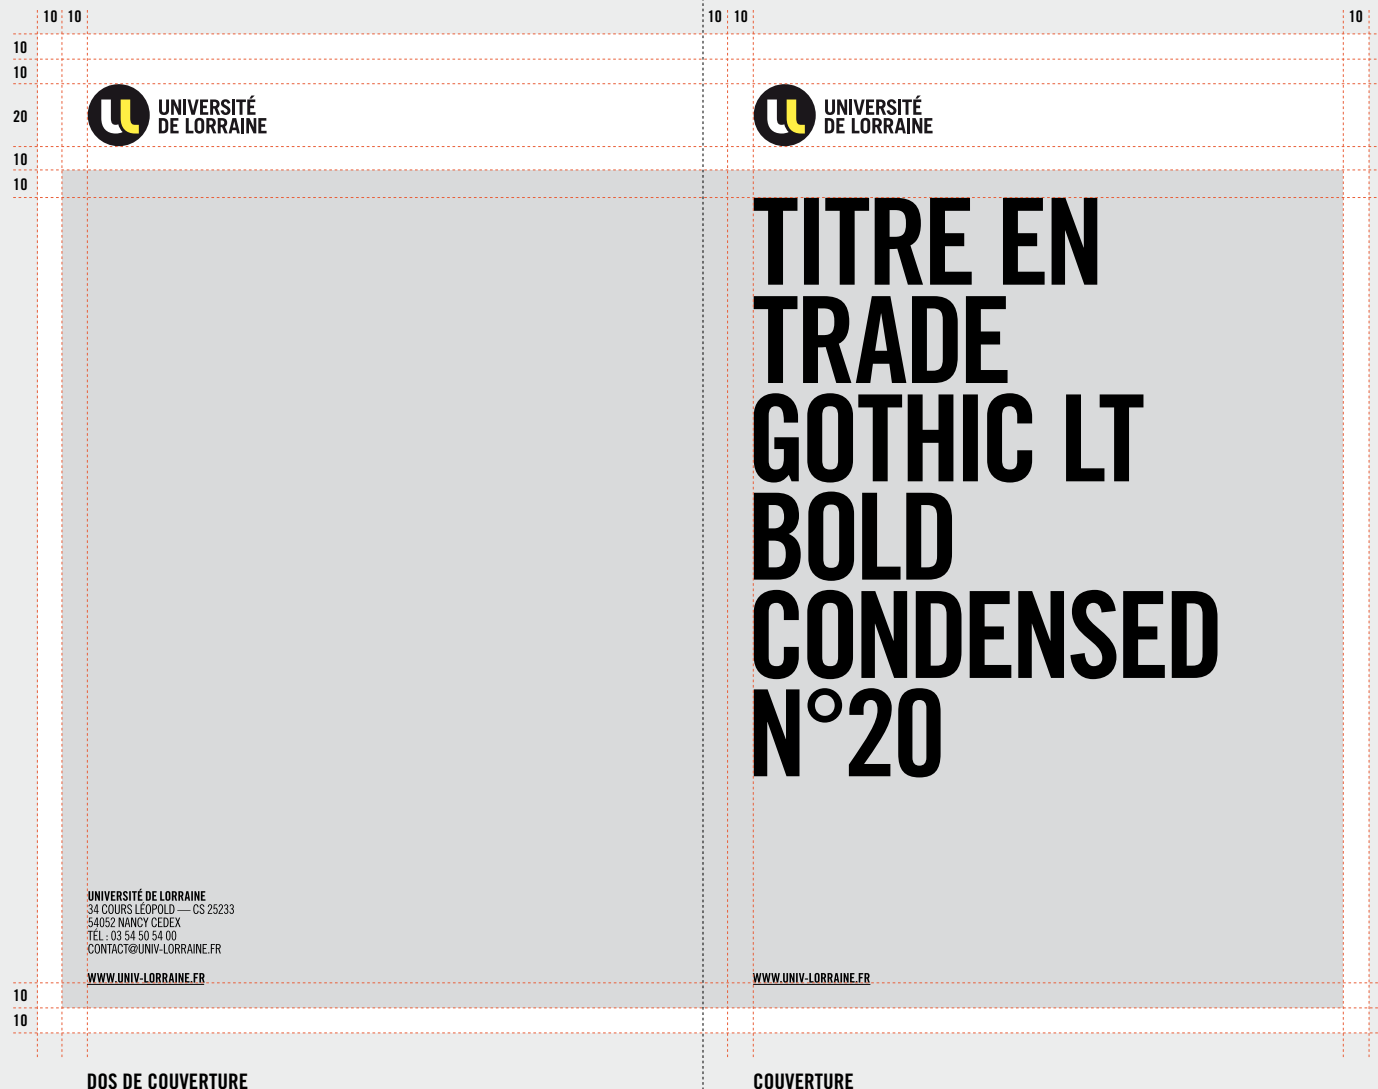 10 10 10 10 10
10
10
20
10
10
UNIVERSITÉ
DE LORRAINE
UNIVERSITÉ
DE LORRAINE
TITRE EN
TRADE
GOTHIC LT
BOLD
CONDENSED
N°20
UNIVERSITÉ DE LORRAINE
34 COURS LÉOPOLD — CS 25233
54052 NANCY CEDEX
TÉL : 03 54 50 54 00
CONTACT@UNIV-LORRAINE.FR
WWW.UNIV-LORRAINE.FR
WWW.UNIV-LORRAINE.FR
10
10
DOS DE COUVERTURE
COUVERTURE